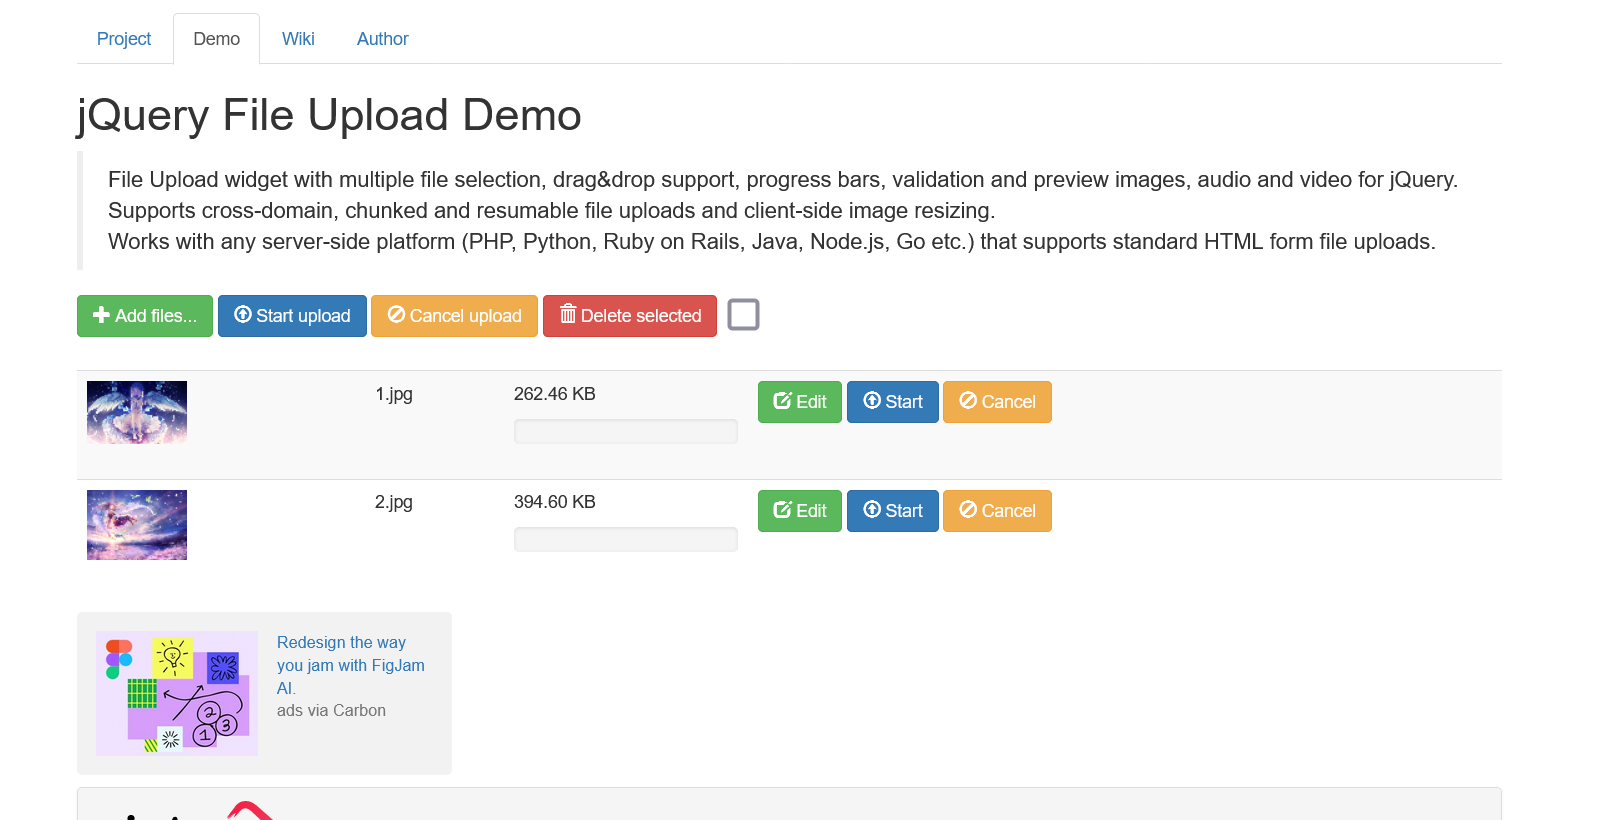 Project Demo Wiki Author
jQuery File Upload Demo
File Upload widget with multiple file selection, drag&drop support, progress bars, validation and preview images, audio and video for jQuery.
Supports cross-domain, chunked and resumable file uploads and client-side image resizing.
Works with any server-side platform (PHP, Python, Ruby on Rails, Java, Node.js, Go etc.) that supports standard HTML form file uploads.
Add files... Start upload Cancel upload Delete selected
1.jpg 262.46 KB Edit Start Cancel
2.jpg 394.60 KB Edit Start Cancel
Redesign the way
you jam with FigJam
AI.
ads via Carbon
2
3
1